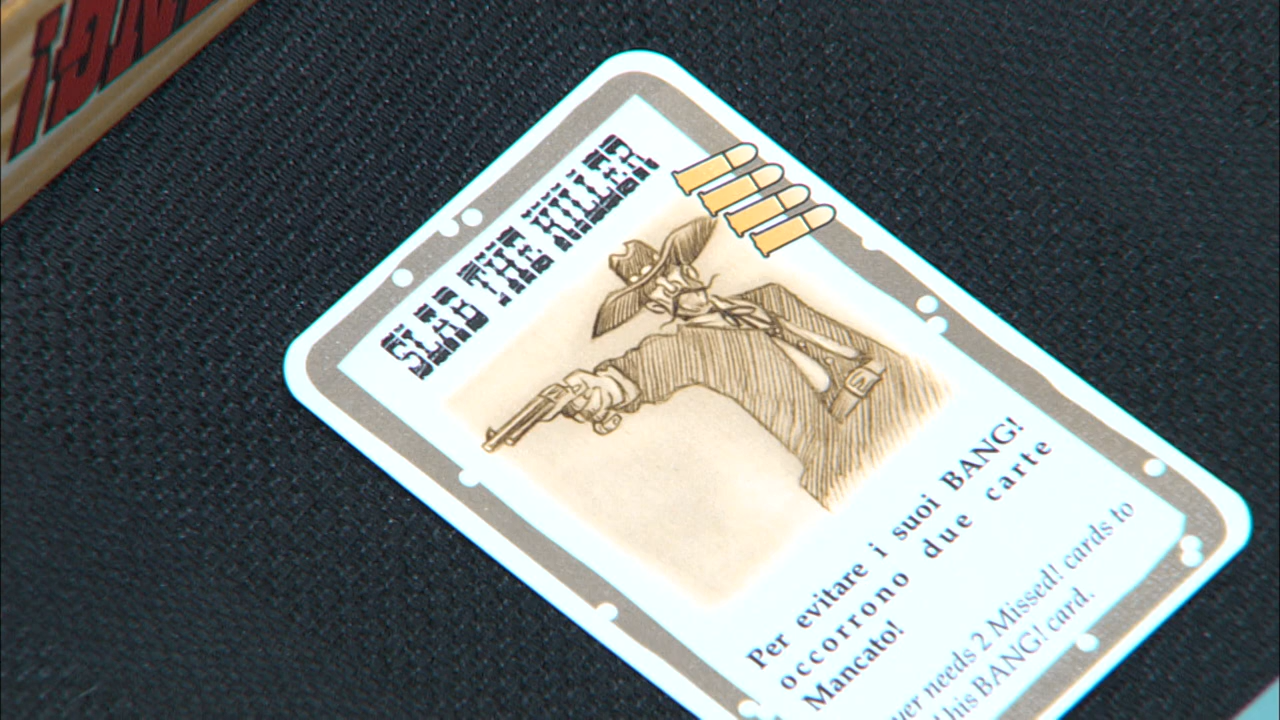 SLAB THE KILLER
Per evitare i suoi BANG!
occorrono due carte
Mancato!
needs 2 Missed! cards to
his BANG! card.